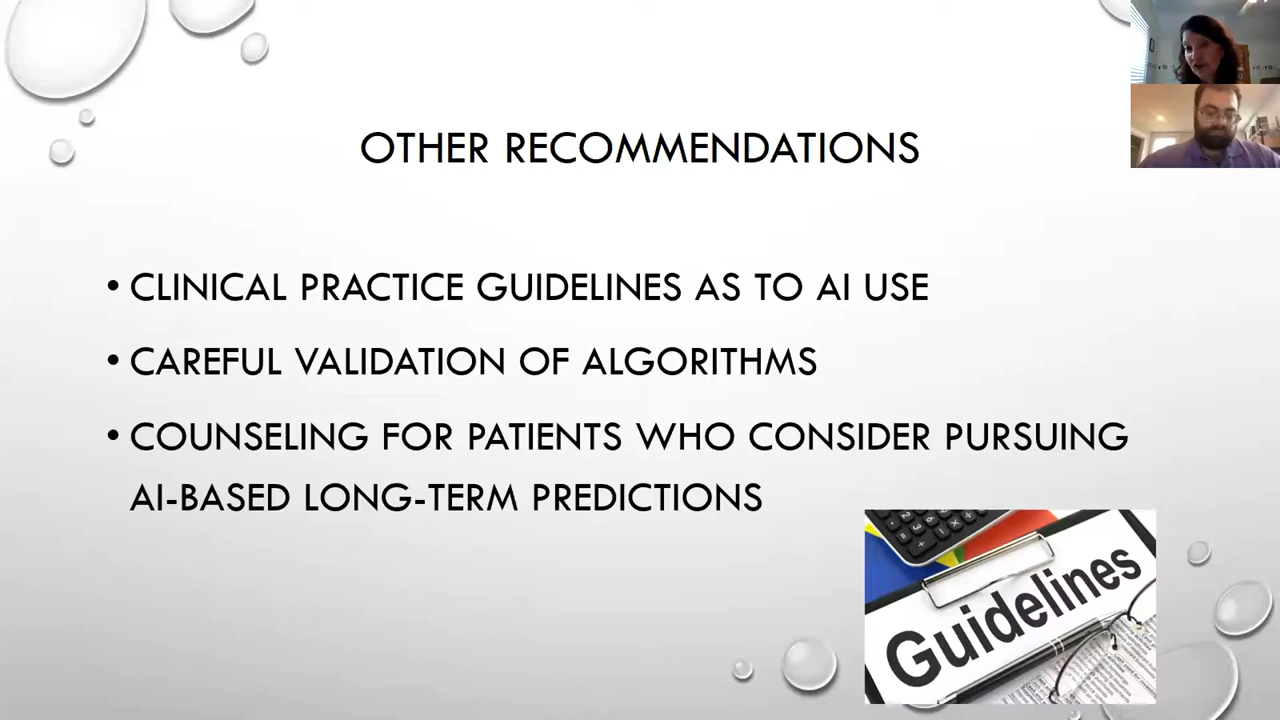 OTHER RECOMMENDATIONS
• CLINICAL PRACTICE GUIDELINES AS TO AI USE
• CAREFUL VALIDATION OF ALGORITHMS
• COUNSELING FOR PATIENTS WHO CONSIDER PURSUING
AI-BASED LONG-TERM PREDICTIONS
Guidelines